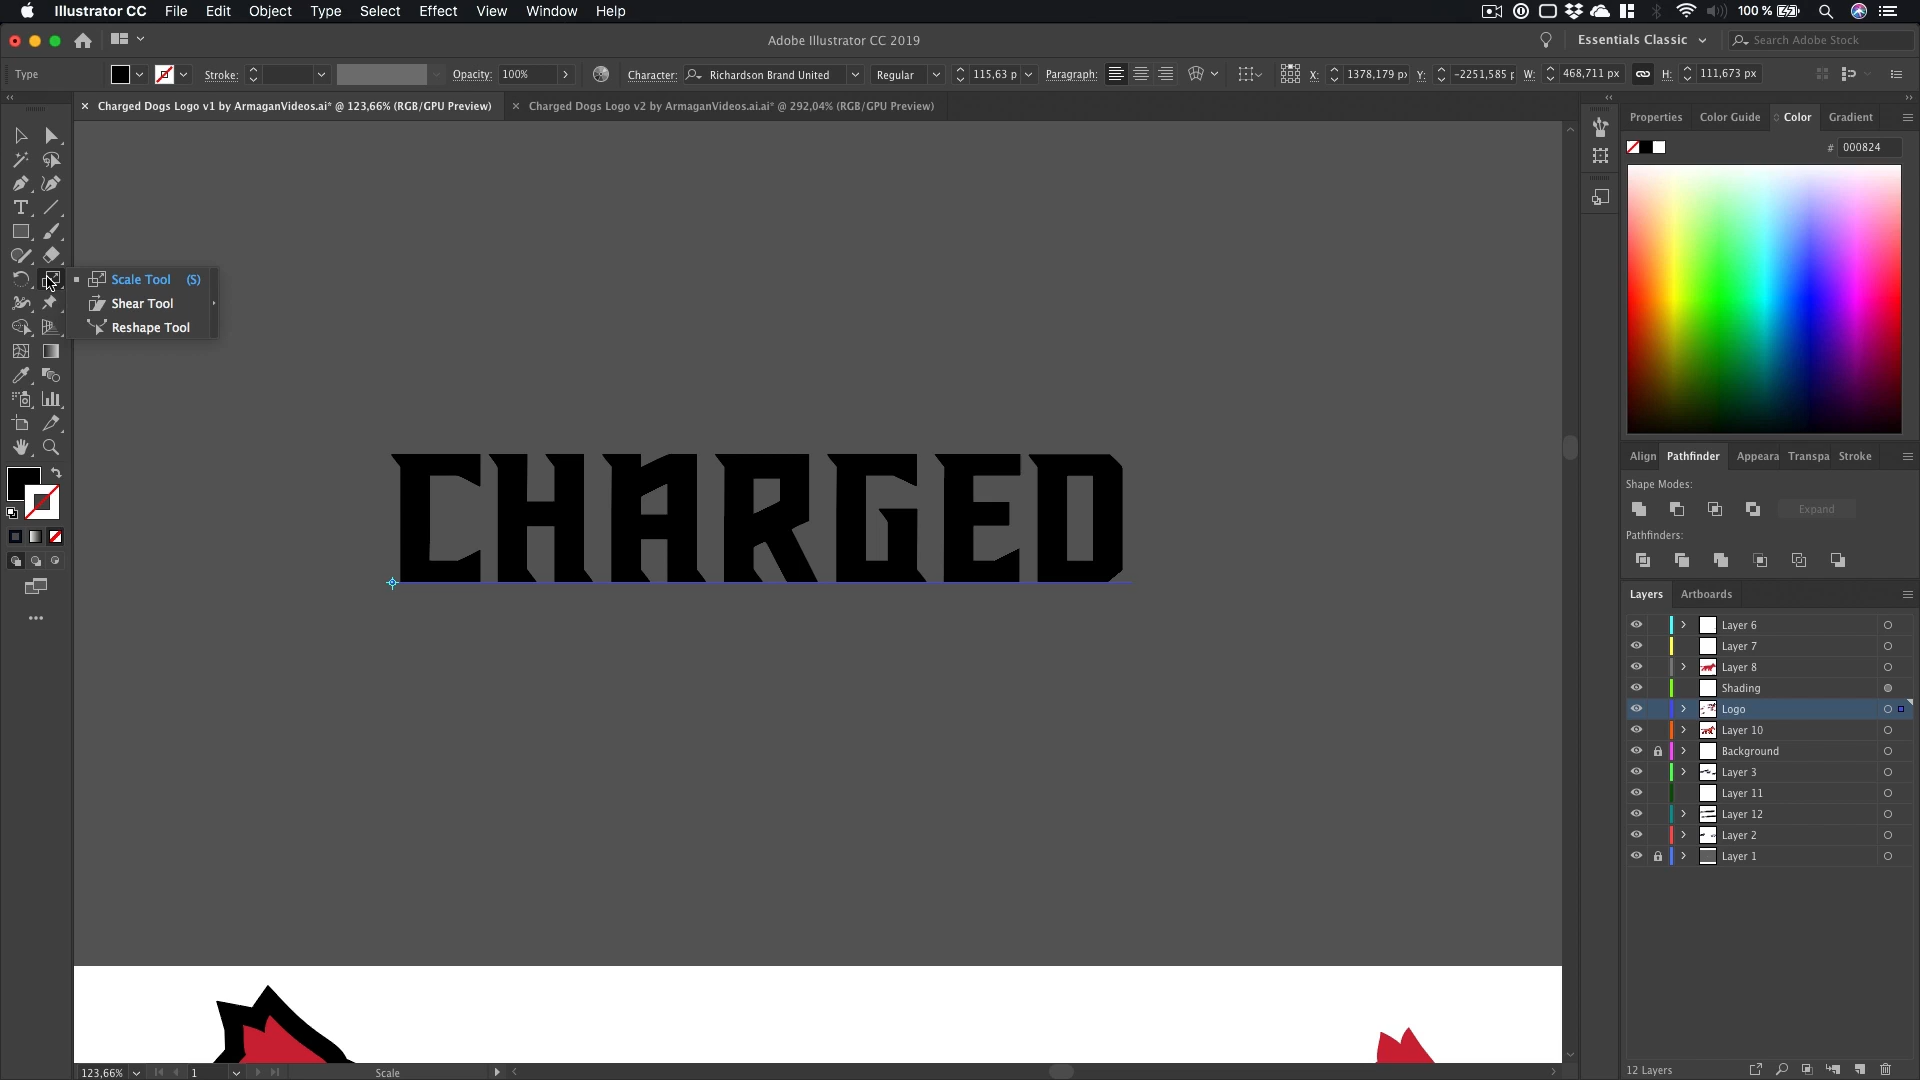 Illustrator CC File Edit Object Type Select Effect View Window Help 100 %
Adobe Illustrator CC 2019 Essentials Classic Search Adobe Stock
Type Stroke: Opacity: 100% Character: Richardson Brand United Regular 115,63 p Paragraph: X: 1378,179 px Y: -2251,585 p W: 468,711 px H: 111,673 px
Charged Dogs Logo v1 by ArmaganVideos.ai* @ 123,66% (RGB/GPU Preview) Charged Dogs Logo v2 by ArmaganVideos.ai.ai* @ 292,04% (RGB/GPU Preview)
Properties Color Guide Color Gradient
# 000824
Scale Tool (S)
Shear Tool
Reshape Tool
CHARGED
Align Pathfinder Appeara Transpa Stroke
Shape Modes:
Expand
Pathfinders:
Layers Artboards
Layer 6
Layer 7
Layer 8
Shading
Logo
Layer 10
Background
Layer 3
Layer 11
Layer 12
Layer 2
Layer 1
123,66% 1 Scale 12 Layers